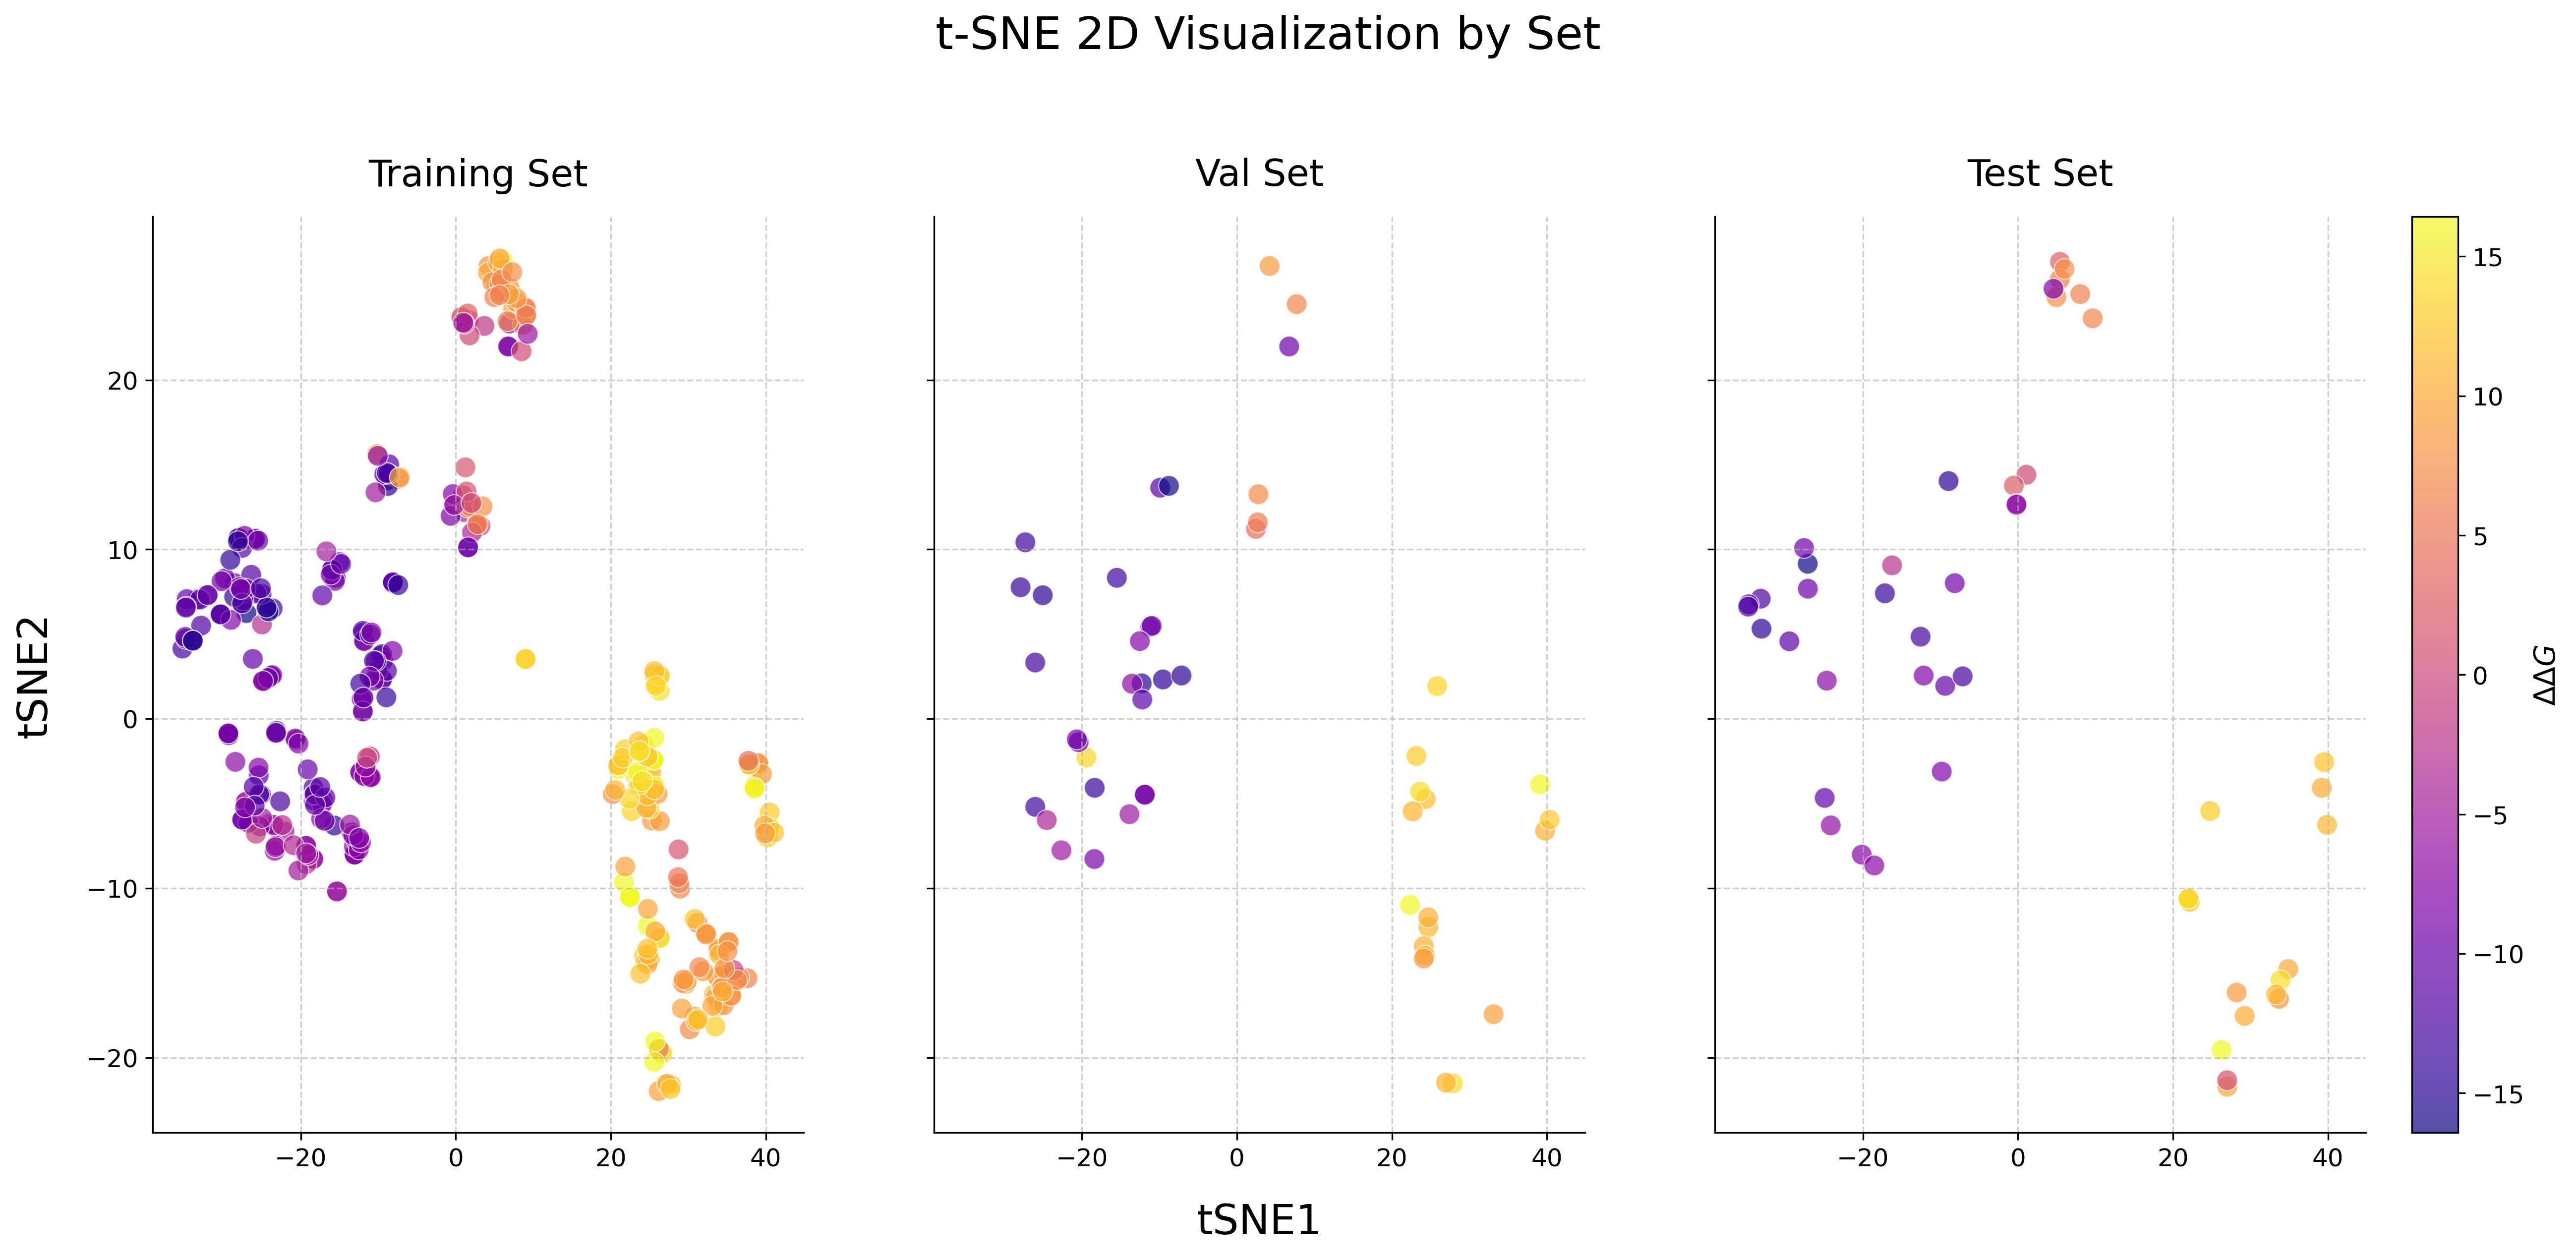 t-SNE 2D Visualization by Set
Training Set
Val Set
Test Set
tSNE2
20
10
0
−10
−20
−20 0 20 40
−20 0 20 40
−20 0 20 40
tSNE1
15
10
5
0
−5
−10
−15
ΔΔG